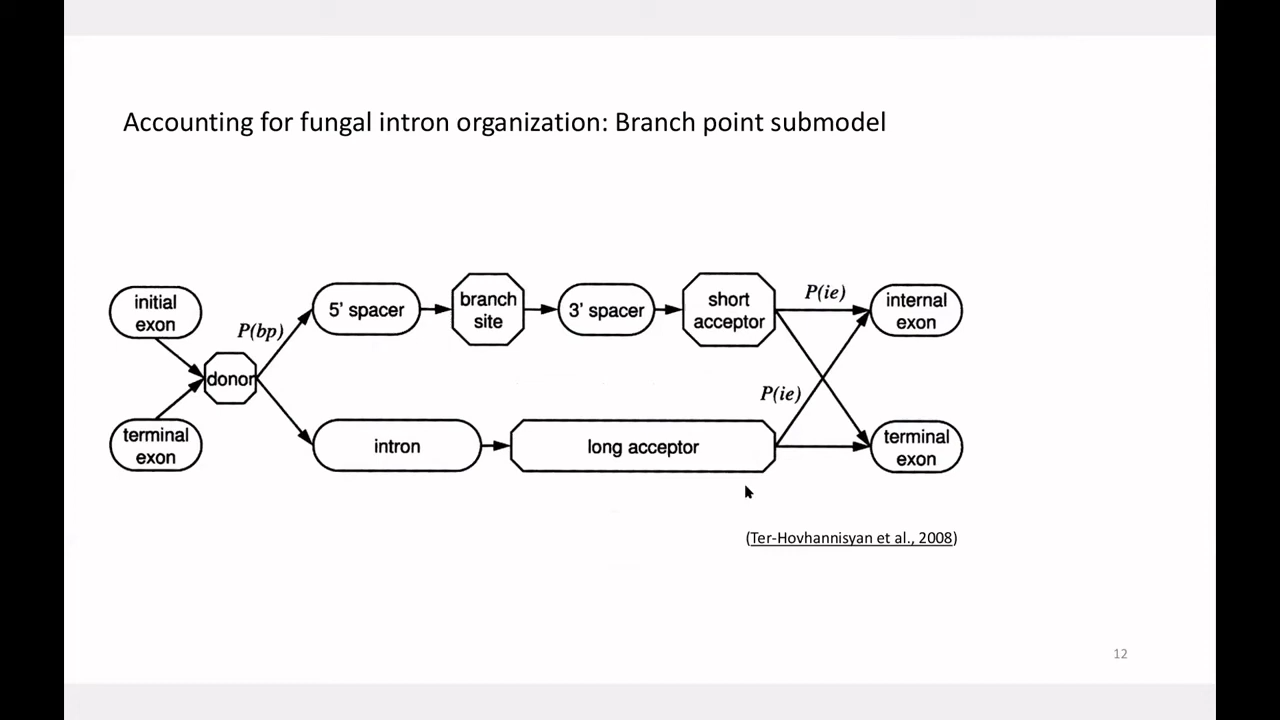 Accounting for fungal intron organization: Branch point submodel
initial
exon
P(bp)
5' spacer
branch
site
3' spacer
short
acceptor
P(ie)
internal
exon
donor
P(ie)
terminal
exon
intron
long acceptor
terminal
exon
(Ter-Hovhannisyan et al., 2008)
12